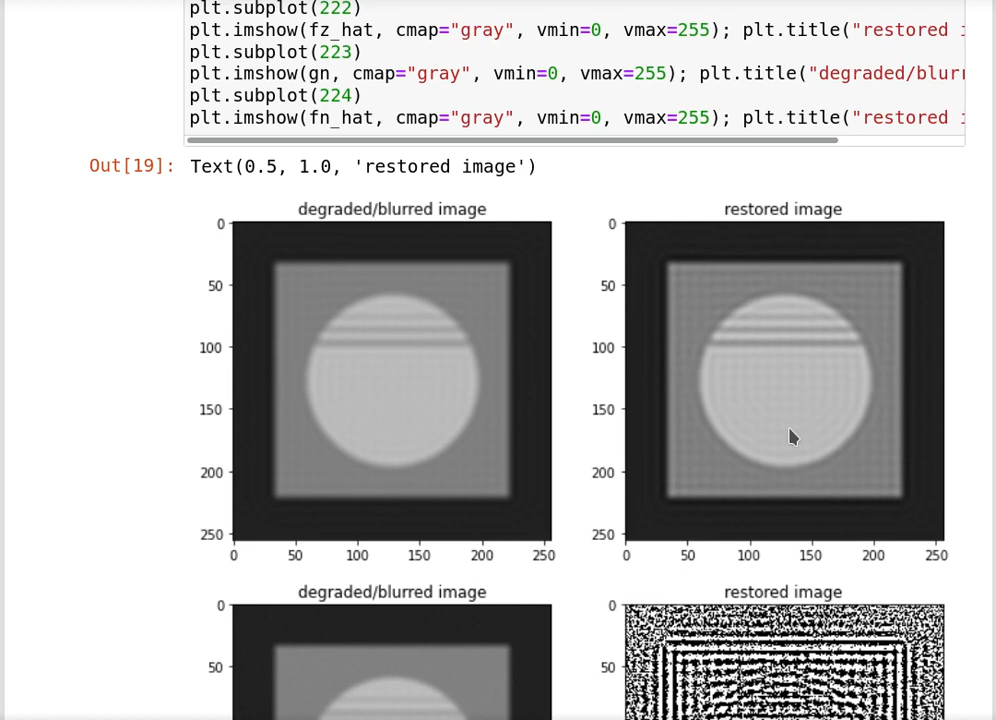 plt.subplot(222)
plt.imshow(fz_hat, cmap="gray", vmin=0, vmax=255); plt.title("restored i
plt.subplot(223)
plt.imshow(gn, cmap="gray", vmin=0, vmax=255); plt.title("degraded/blurr
plt.subplot(224)
plt.imshow(fn_hat, cmap="gray", vmin=0, vmax=255); plt.title("restored i
Out[19]: Text(0.5, 1.0, 'restored image')
degraded/blurred image
0
50
100
150
200
250
0 50 100 150 200 250
restored image
0
50
100
150
200
250
0 50 100 150 200 250
degraded/blurred image
0
50
restored image
0
50